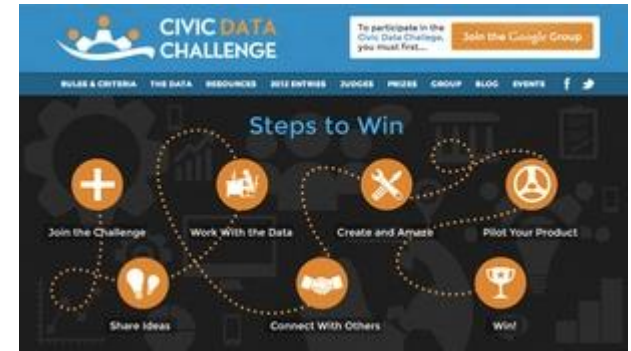 CIVIC DATA
CHALLENGE
To participate in the
Civic Data Challege,
you must first....
Join the Google Group
RULES & CRITERIA THE DATA RESOURCES 2012 ENTRIES JUDGES PRIZES GROUP BLOG EVENTS f
Steps to Win
Join the Challenge
Work With the Data
Create and Amaze
Pilot Your Product
Share Ideas
Connect With Others
Win!